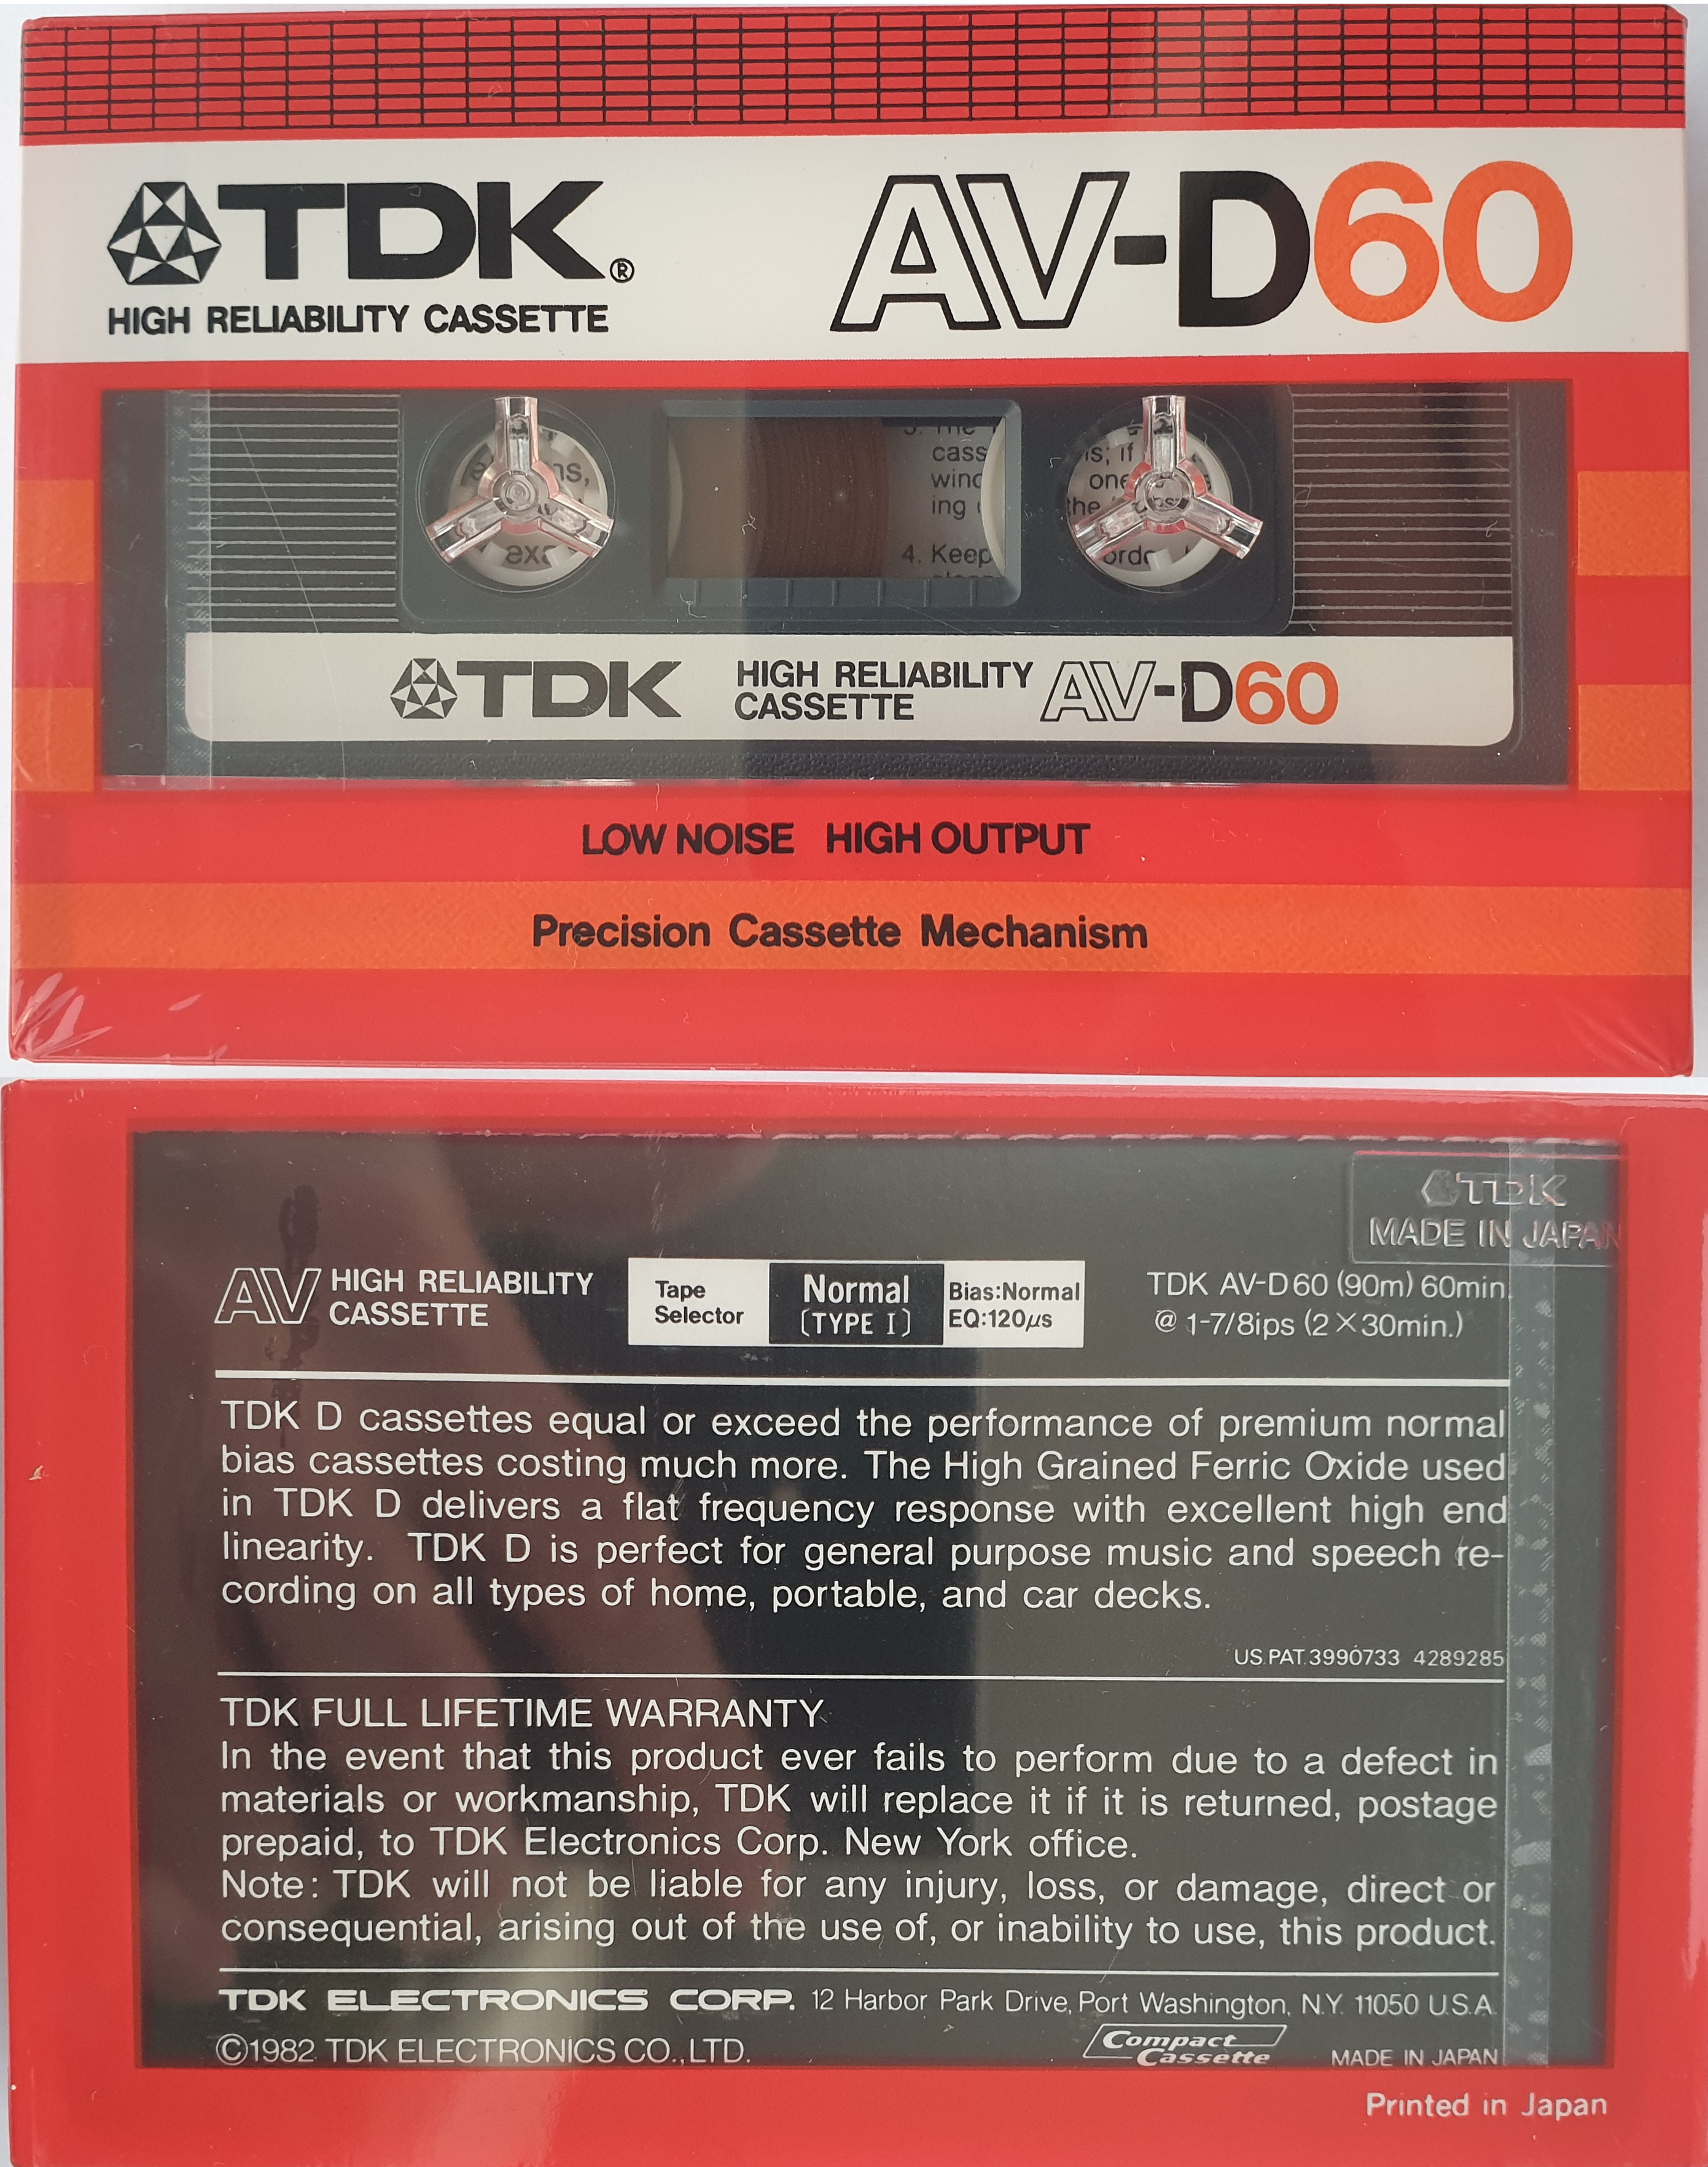 TDK®
HIGH RELIABILITY CASSETTE
AV-D60
cass
wind
ing
4. Keep
is; if
one
the
TDK HIGH RELIABILITY CASSETTE AV-D60
LOW NOISE HIGH OUTPUT
Precision Cassette Mechanism
TDK
MADE IN JAPAN
AV HIGH RELIABILITY CASSETTE
Tape Selector
Normal
(TYPE I)
Bias:Normal
EQ:120μs
TDK AV-D60 (90m) 60min.
@ 1-7/8ips (2×30min.)
TDK D cassettes equal or exceed the performance of premium normal
bias cassettes costing much more. The High Grained Ferric Oxide used
in TDK D delivers a flat frequency response with excellent high end
linearity. TDK D is perfect for general purpose music and speech re-
cording on all types of home, portable, and car decks.
US.PAT.3990733 4289285
TDK FULL LIFETIME WARRANTY
In the event that this product ever fails to perform due to a defect in
materials or workmanship, TDK will replace it if it is returned, postage
prepaid, to TDK Electronics Corp. New York office.
Note: TDK will not be liable for any injury, loss, or damage, direct or
consequential, arising out of the use of, or inability to use, this product.
TDK ELECTRONICS CORP. 12 Harbor Park Drive, Port Washington, N.Y. 11050 U.S.A.
©1982 TDK ELECTRONICS CO., LTD.
Compact
Cassette
MADE IN JAPAN
Printed in Japan